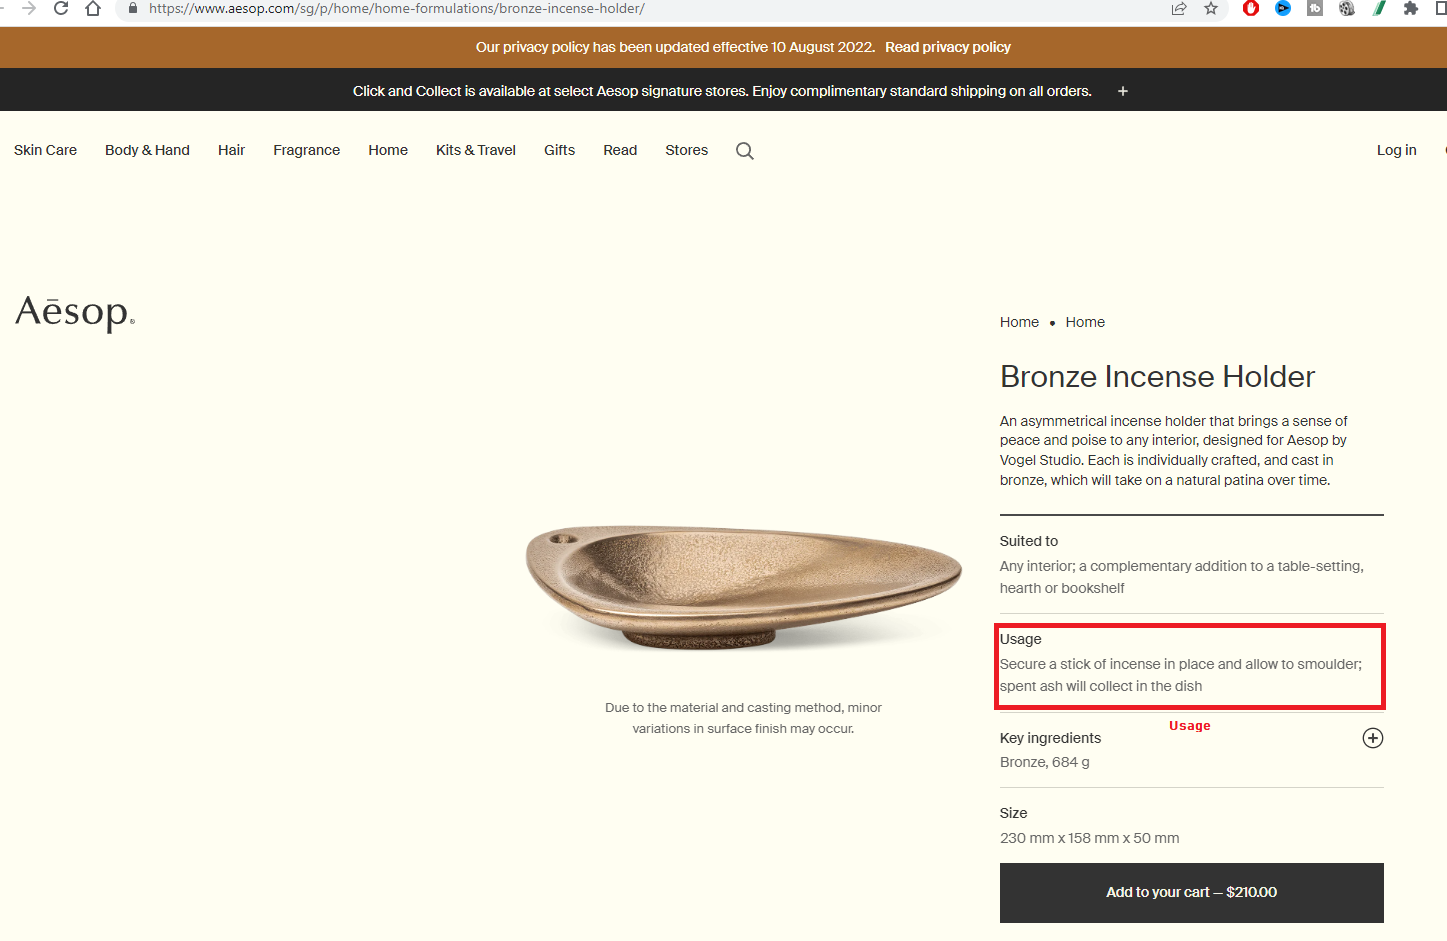 https://www.aesop.com/sg/p/home/home-formulations/bronze-incense-holder/
Our privacy policy has been updated effective 10 August 2022. Read privacy policy
Click and Collect is available at select Aesop signature stores. Enjoy complimentary standard shipping on all orders. +
Skin Care Body & Hand Hair Fragrance Home Kits & Travel Gifts Read Stores Log in
Aēsop®
Home • Home
Bronze Incense Holder
An asymmetrical incense holder that brings a sense of
peace and poise to any interior, designed for Aesop by
Vogel Studio. Each is individually crafted, and cast in
bronze, which will take on a natural patina over time.
Suited to
Any interior; a complementary addition to a table-setting,
hearth or bookshelf
Usage
Secure a stick of incense in place and allow to smoulder;
spent ash will collect in the dish
Usage
Due to the material and casting method, minor
variations in surface finish may occur.
Key ingredients
Bronze, 684 g
Size
230 mm x 158 mm x 50 mm
Add to your cart — $210.00